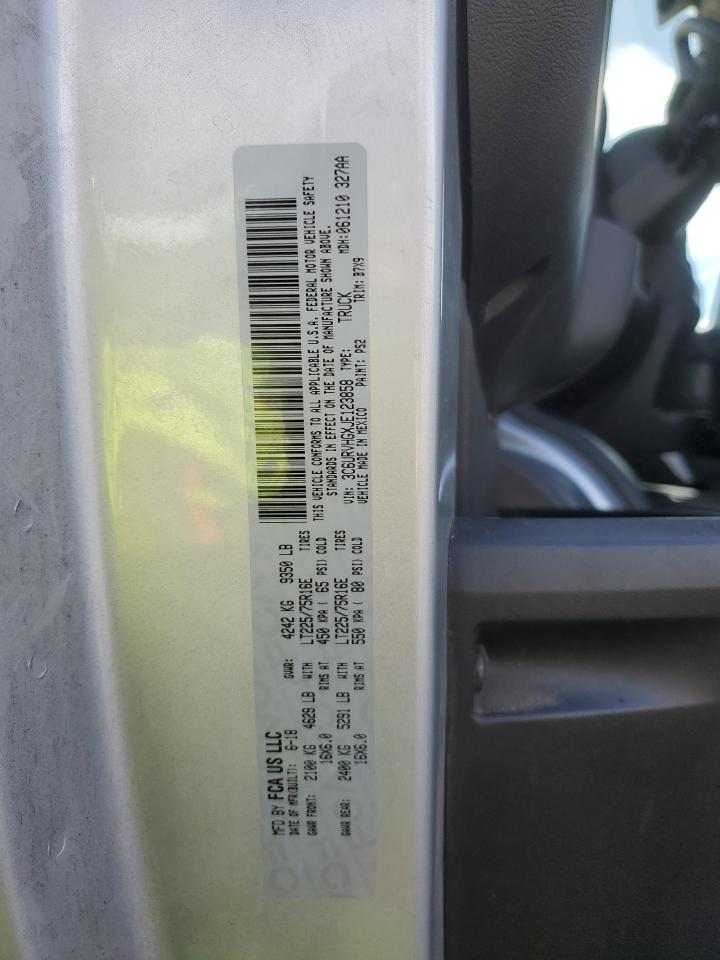 MFD BY FCA US LLC
DATE OF MFR(BUILT): 6-18 GVWR: 4242 KG 9350 LB
GAWR FRONT: 2100 KG 4629 LB WITH LT225/75R16E TIRES
16X6.0 RIMS AT 450 KPA ( 65 PSI) COLD
GAWR REAR: 2400 KG 5291 LB WITH LT225/75R16E TIRES
16X6.0 RIMS AT 550 KPA ( 80 PSI) COLD
THIS VEHICLE CONFORMS TO ALL APPLICABLE U.S.A. FEDERAL MOTOR VEHICLE SAFETY
STANDARDS IN EFFECT ON THE DATE OF MANUFACTURE SHOWN ABOVE.
VIN: 3C6URVHGXJE123858 TYPE: TRUCK MDH:061210 327AA
VEHICLE MADE IN MEXICO PAINT: PS2 TRIM: B7X9